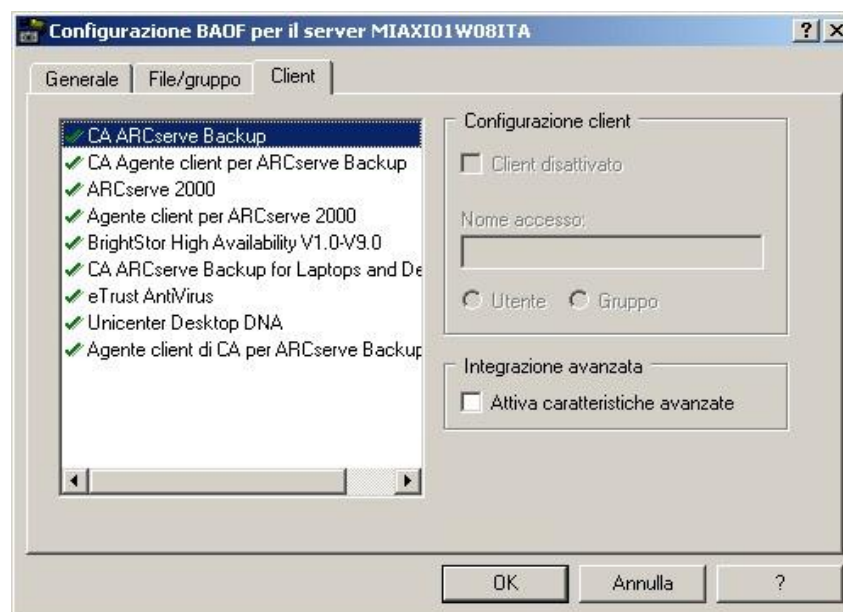 Configurazione BAOF per il server MIAXI01W08ITA
? X
Generale File/gruppo Client
CA ARCserve Backup
CA Agente client per ARCserve Backup
ARCserve 2000
Agente client per ARCserve 2000
BrightStor High Availability V1.0-V9.0
CA ARCserve Backup for Laptops and De
eTrust AntiVirus
Unicenter Desktop DNA
Agente client di CA per ARCserve Backup
Configurazione client
Client disattivato
Nome accesso:
Utente Gruppo
Integrazione avanzata
Attiva caratteristiche avanzate
OK Annulla ?